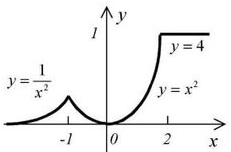 y
1
y = 4
y = 1/x²
y = x²
-1 0 2 x